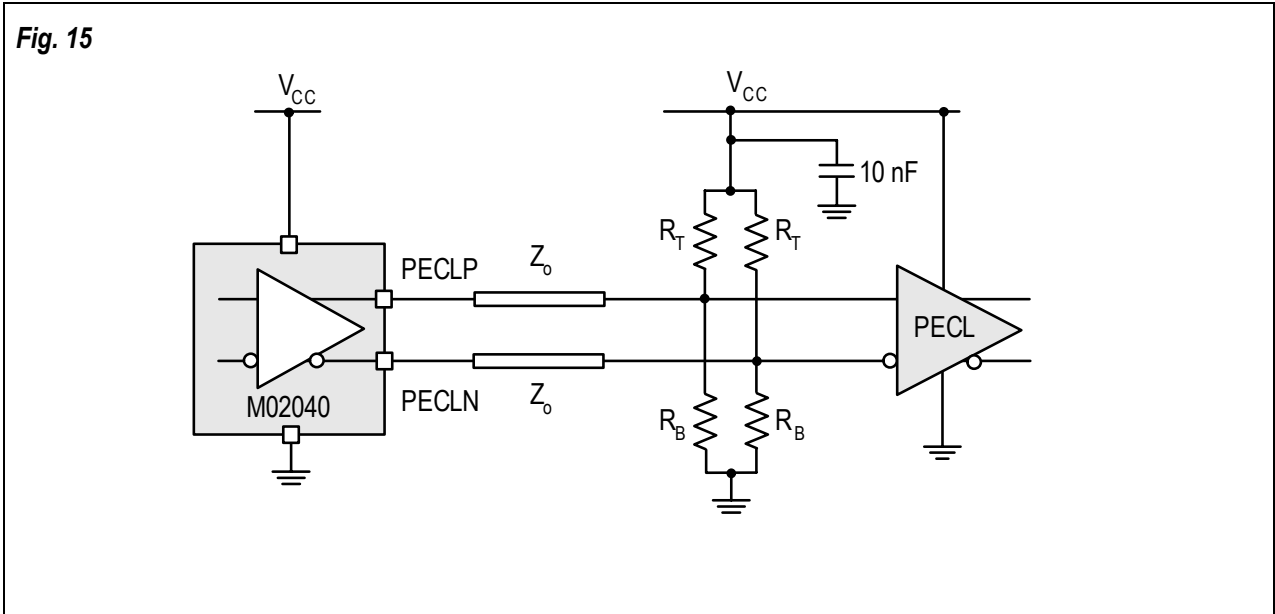 Fig. 15
VCC
VCC
10 nF
RT
RT
PECLP
Zo
PECL
M02040
PECLN
Zo
RB
RB